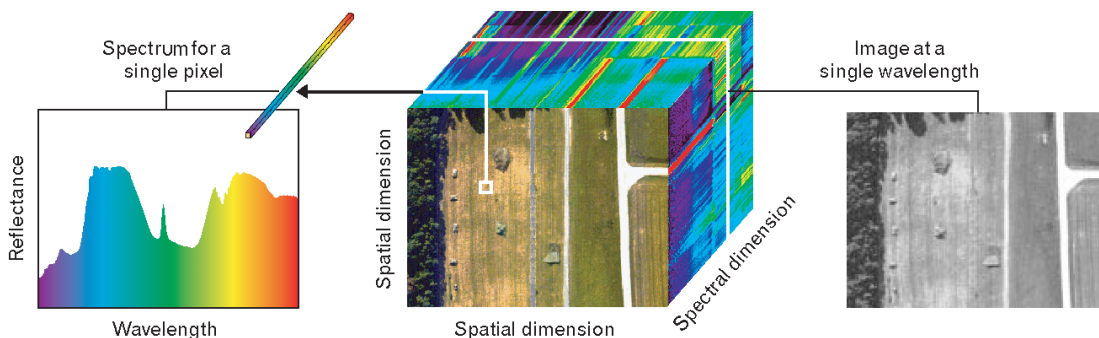 Spectrum for a
single pixel
Reflectance
Wavelength
Spatial dimension
Spatial dimension
Spectral dimension
Image at a
single wavelength